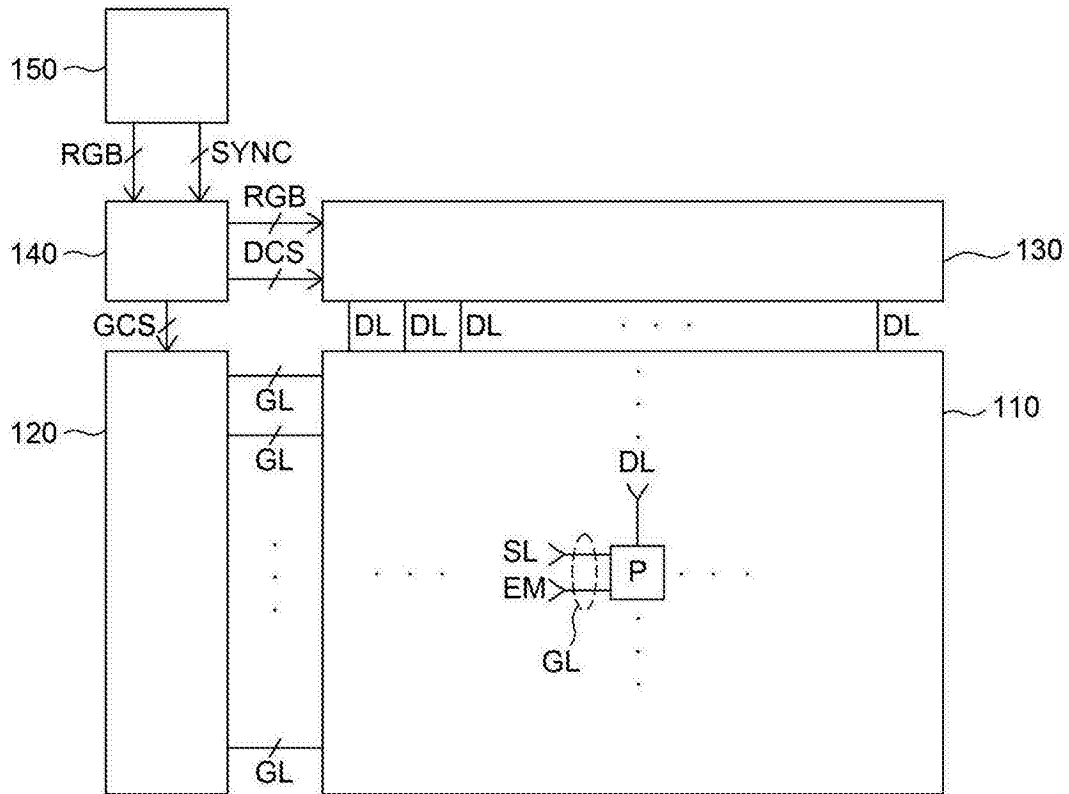 150
RGB SYNC
RGB
140 DCS 130
GCS DL DL DL DL
GL
120 110
GL
DL
SL
P
EM
GL
GL